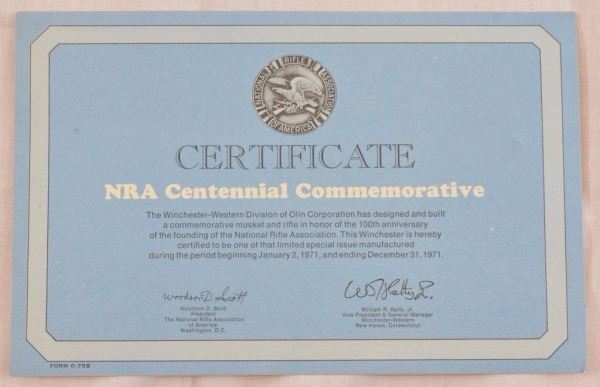 NATIONAL RIFLE ASSOCIATION
OF AMERICA
CERTIFICATE
NRA Centennial Commemorative
The Winchester-Western Division of Olin Corporation has designed and built
a commemorative musket and rifle in honor of the 100th anniversary
of the founding of the National Rifle Association. This Winchester is hereby
certified to be one of that limited special issue manufactured
during the period beginning January 2, 1971, and ending December 31, 1971.
Woodson D. Scott
Woodson D. Scott
President
The National Rifle Association
of America
Washington, D.C.
William R. Kelty, Jr.
Vice President & General Manager
Winchester-Western
New Haven, Connecticut